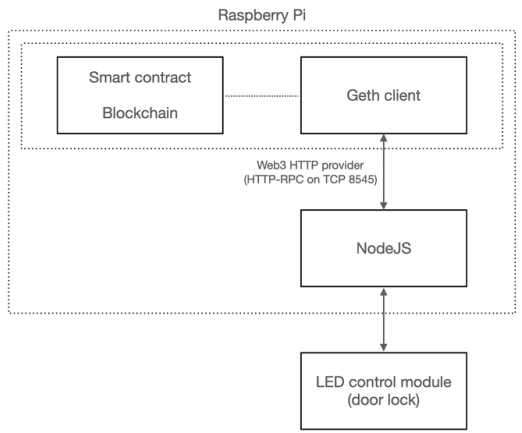 Raspberry Pi
Smart contract
Blockchain
Geth client
Web3 HTTP provider
(HTTP-RPC on TCP 8545)
NodeJS
LED control module
(door lock)